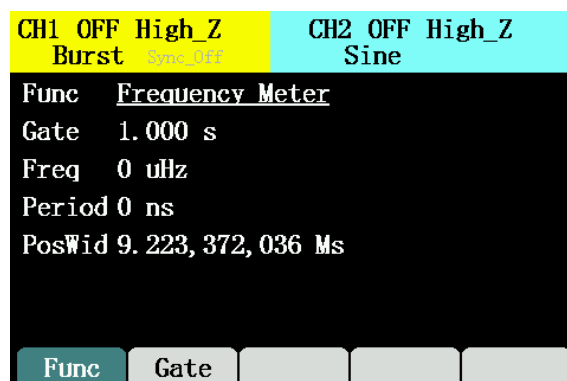 CH1 OFF High_Z CH2 OFF High_Z
Burst Sync_Off Sine
Func Frequency Meter
Gate 1.000 s
Freq 0 uHz
Period 0 ns
PosWid 9.223,372,036 Ms
Func Gate